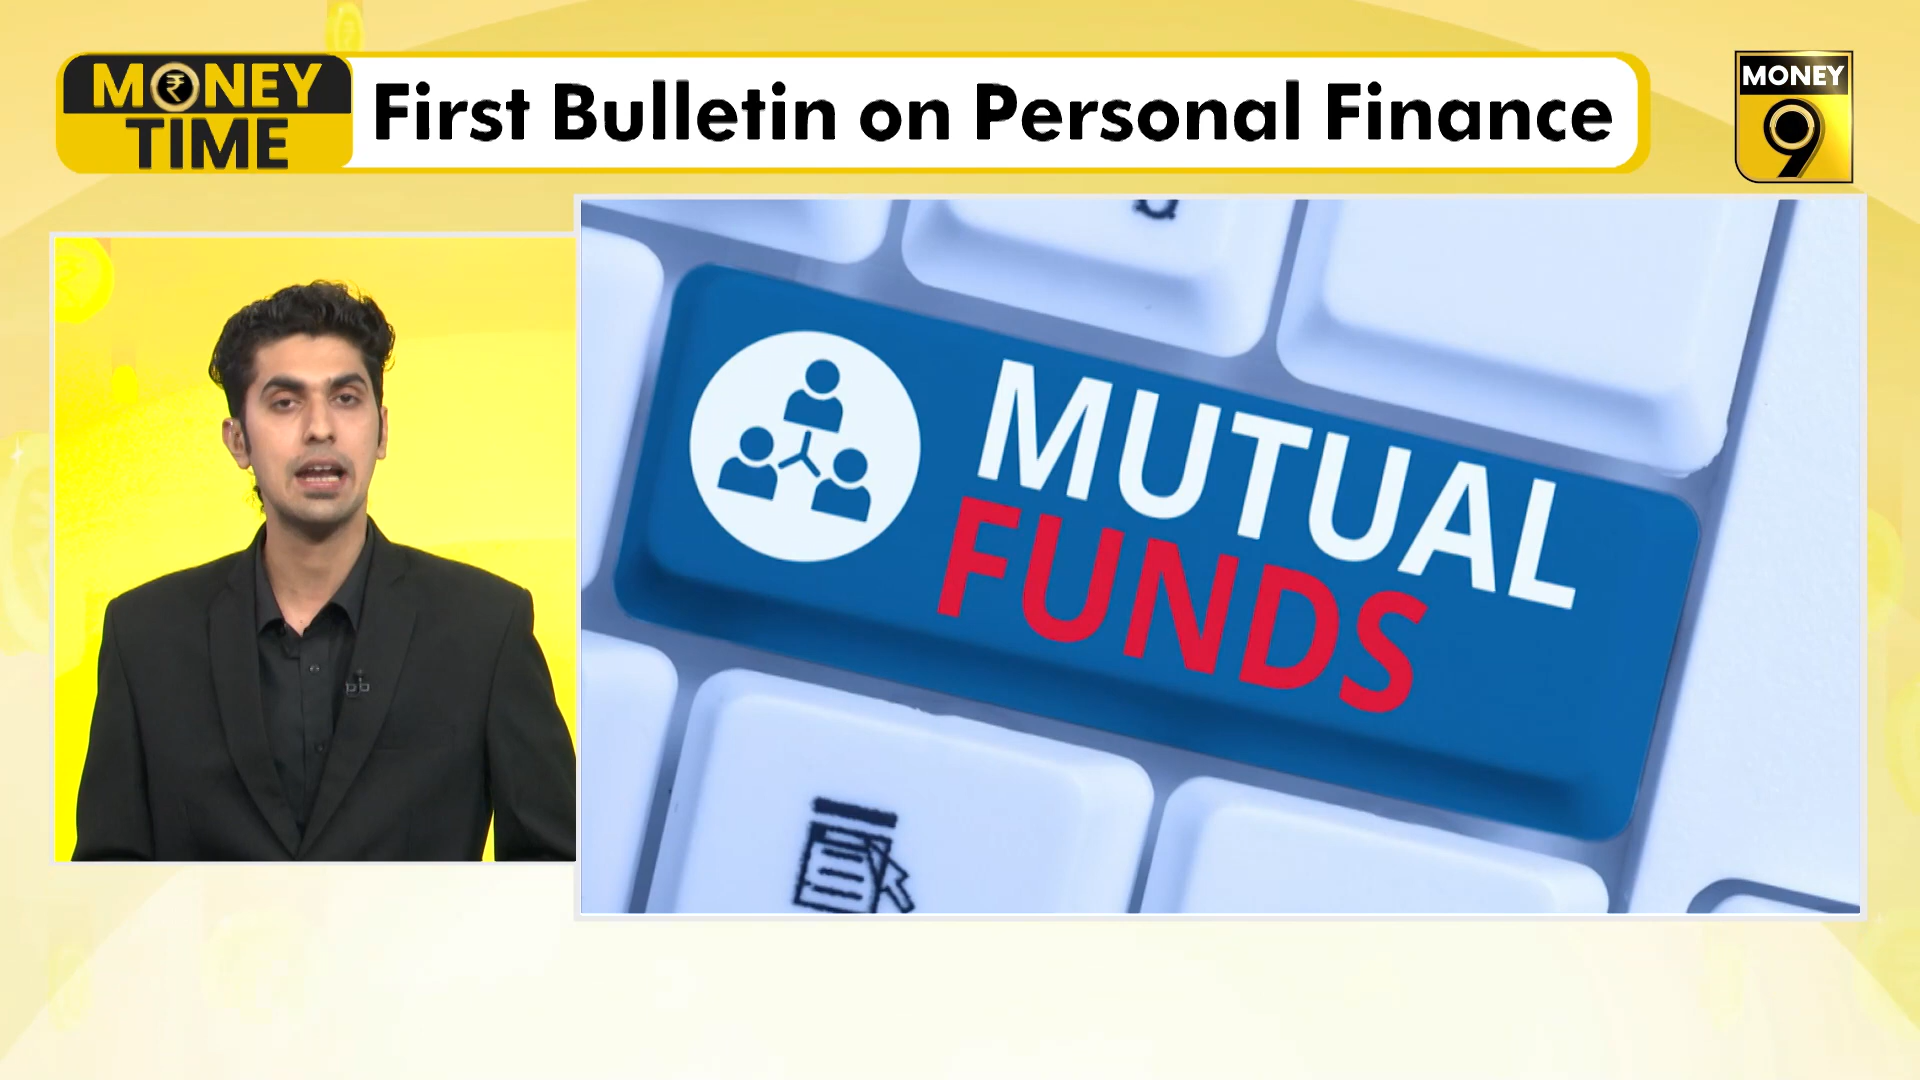 MONEY
TIME
First Bulletin on Personal Finance
MONEY
9
MUTUAL
FUNDS